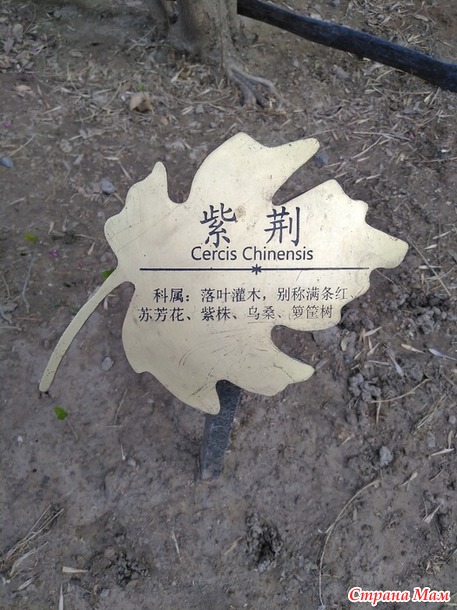 紫荆
Cercis Chinensis
科属：落叶灌木，别称满条红、
苏芳花、紫株、乌桑、箩筐树
Страна Мам